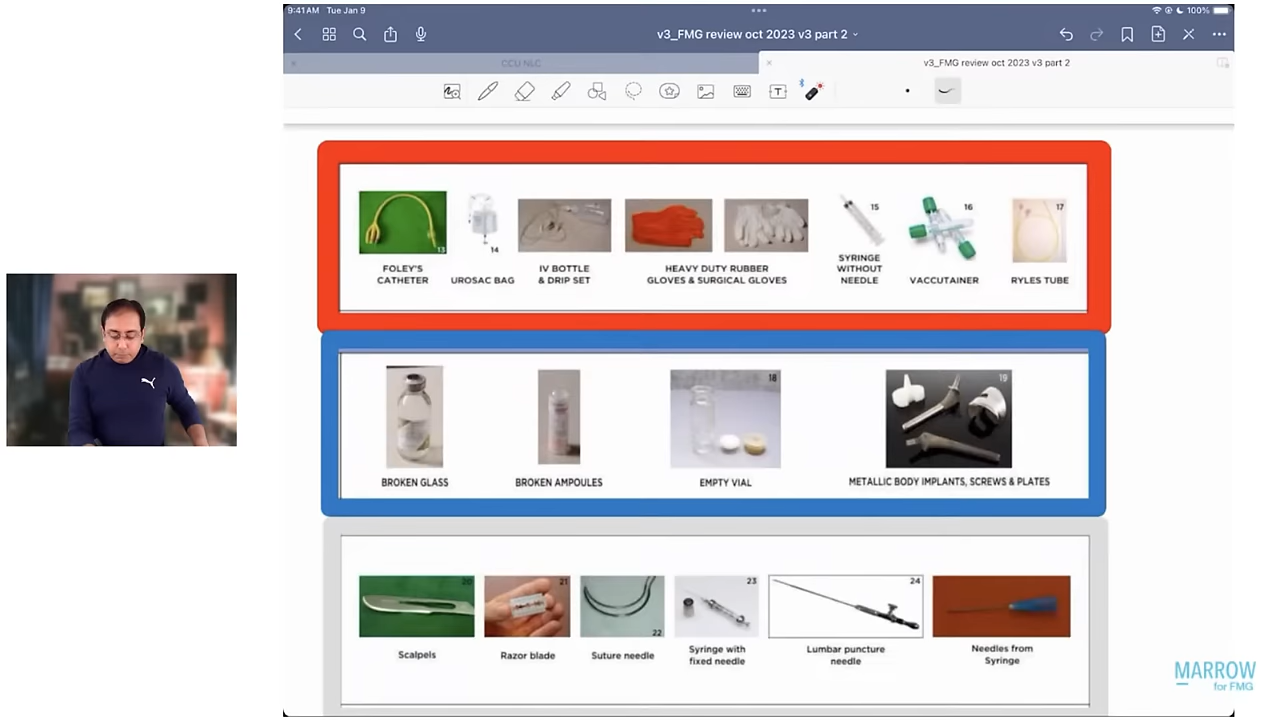 9:41 AM Tue Jan 9
100%
v3_FMG review oct 2023 v3 part 2
CCU NLC
v3_FMG review oct 2023 v3 part 2
T
13
14
15
16
17
FOLEY'S
CATHETER
UROSAC BAG
IV BOTTLE
& DRIP SET
HEAVY DUTY RUBBER
GLOVES & SURGICAL GLOVES
SYRINGE
WITHOUT
NEEDLE
VACCUTAINER
RYLES TUBE
18
19
BROKEN GLASS
BROKEN AMPOULES
EMPTY VIAL
METALLIC BODY IMPLANTS, SCREWS & PLATES
20
21
22
23
24
Scalpels
Razor blade
Suture needle
Syringe with
fixed needle
Lumbar puncture
needle
Needles from
Syringe
MARROW
for FMG